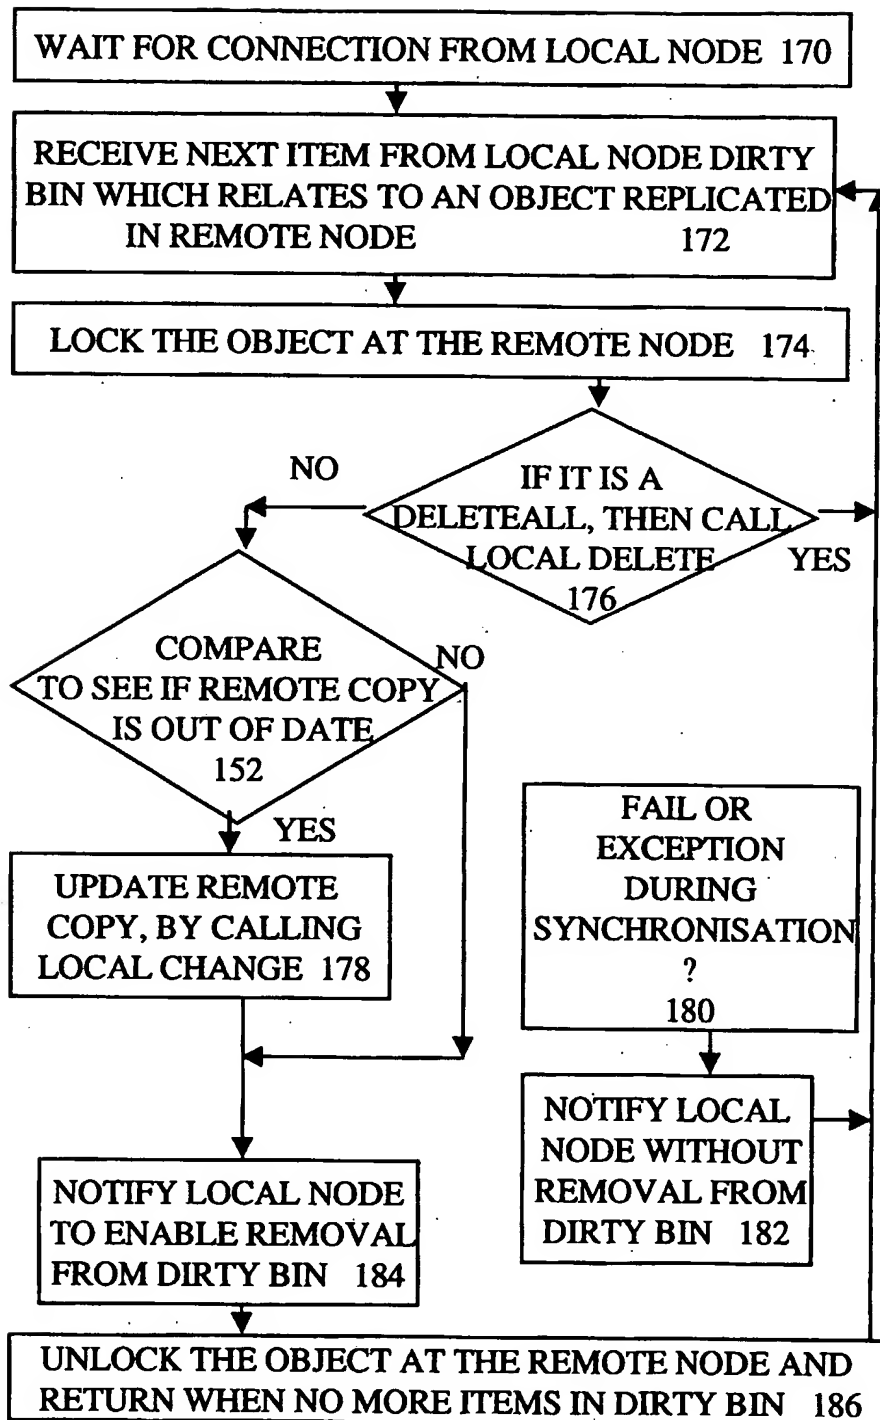 WAIT FOR CONNECTION FROM LOCAL NODE 170
RECEIVE NEXT ITEM FROM LOCAL NODE DIRTY
BIN WHICH RELATES TO AN OBJECT REPLICATED
IN REMOTE NODE 172
LOCK THE OBJECT AT THE REMOTE NODE 174
NO
IF IT IS A
DELETEALL, THEN CALL
LOCAL DELETE
YES
176
COMPARE
TO SEE IF REMOTE COPY
IS OUT OF DATE
152
NO
YES
UPDATE REMOTE
COPY, BY CALLING
LOCAL CHANGE 178
FAIL OR
EXCEPTION
DURING
SYNCHRONISATION
?
180
NOTIFY LOCAL
NODE WITHOUT
REMOVAL FROM
DIRTY BIN 182
NOTIFY LOCAL NODE
TO ENABLE REMOVAL
FROM DIRTY BIN 184
UNLOCK THE OBJECT AT THE REMOTE NODE AND
RETURN WHEN NO MORE ITEMS IN DIRTY BIN 186